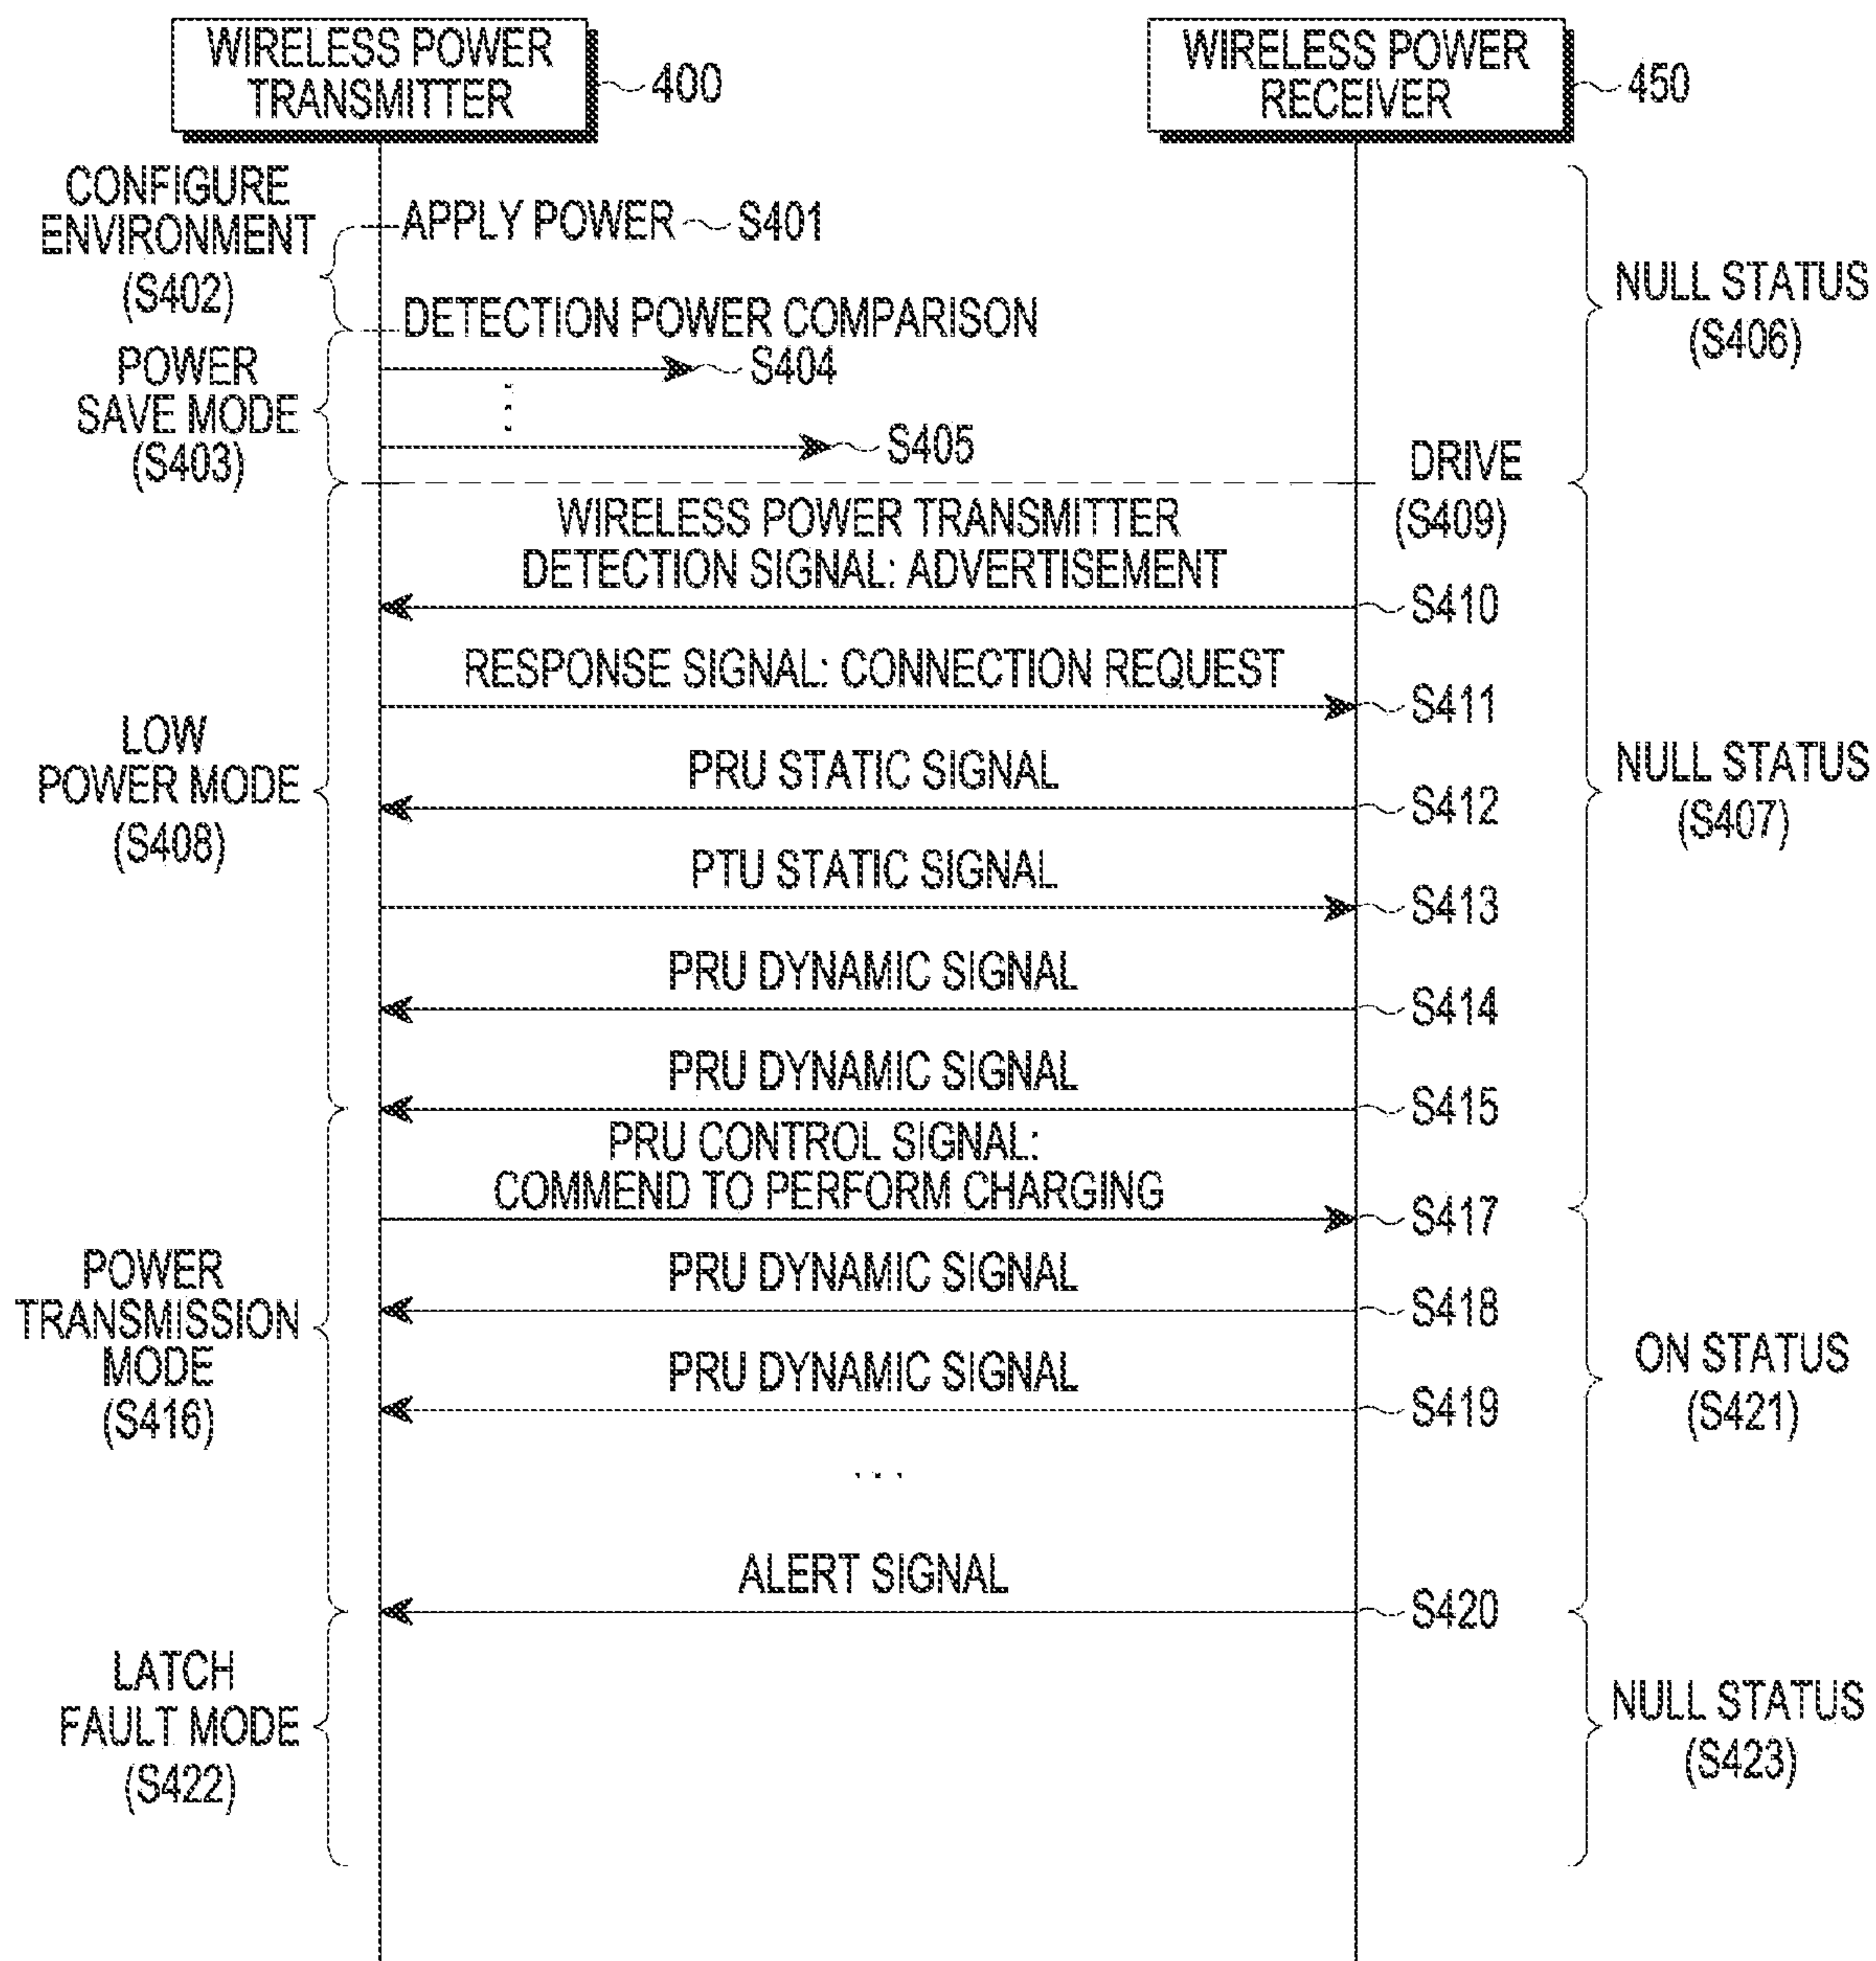 WIRELESS POWER
TRANSMITTER
400
WIRELESS POWER
RECEIVER
450
CONFIGURE
ENVIRONMENT
(S402)
APPLY POWER
S401
DETECTION POWER COMPARISON
NULL STATUS
(S406)
POWER
SAVE MODE
(S403)
S404
S405
DRIVE
(S409)
WIRELESS POWER TRANSMITTER
DETECTION SIGNAL: ADVERTISEMENT
S410
RESPONSE SIGNAL: CONNECTION REQUEST
S411
LOW
POWER MODE
(S408)
PRU STATIC SIGNAL
S412
NULL STATUS
(S407)
PTU STATIC SIGNAL
S413
PRU DYNAMIC SIGNAL
S414
PRU DYNAMIC SIGNAL
S415
PRU CONTROL SIGNAL:
COMMEND TO PERFORM CHARGING
S417
POWER
TRANSMISSION
MODE
(S416)
PRU DYNAMIC SIGNAL
S418
PRU DYNAMIC SIGNAL
S419
ON STATUS
(S421)
. . .
ALERT SIGNAL
S420
LATCH
FAULT MODE
(S422)
NULL STATUS
(S423)